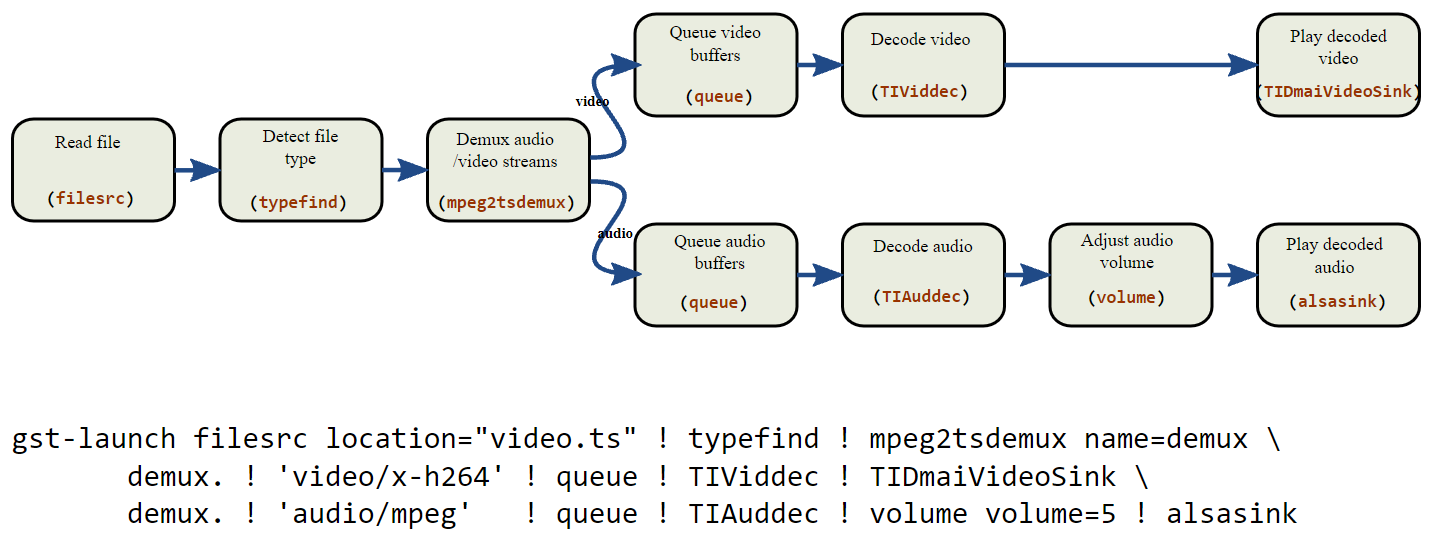 Read file
(filesrc)
Detect file
type
(typefind)
Demux audio
/video streams
(mpeg2tsdemux)
video
audio
Queue video
buffers
(queue)
Decode video
(TIViddec)
Play decoded
video
(TIDmaiVideoSink)
Queue audio
buffers
(queue)
Decode audio
(TIAuddec)
Adjust audio
volume
(volume)
Play decoded
audio
(alsasink)
gst-launch filesrc location="video.ts" ! typefind ! mpeg2tsdemux name=demux \
demux. ! 'video/x-h264' ! queue ! TIViddec ! TIDmaiVideoSink \
demux. ! 'audio/mpeg' ! queue ! TIAuddec ! volume volume=5 ! alsasink